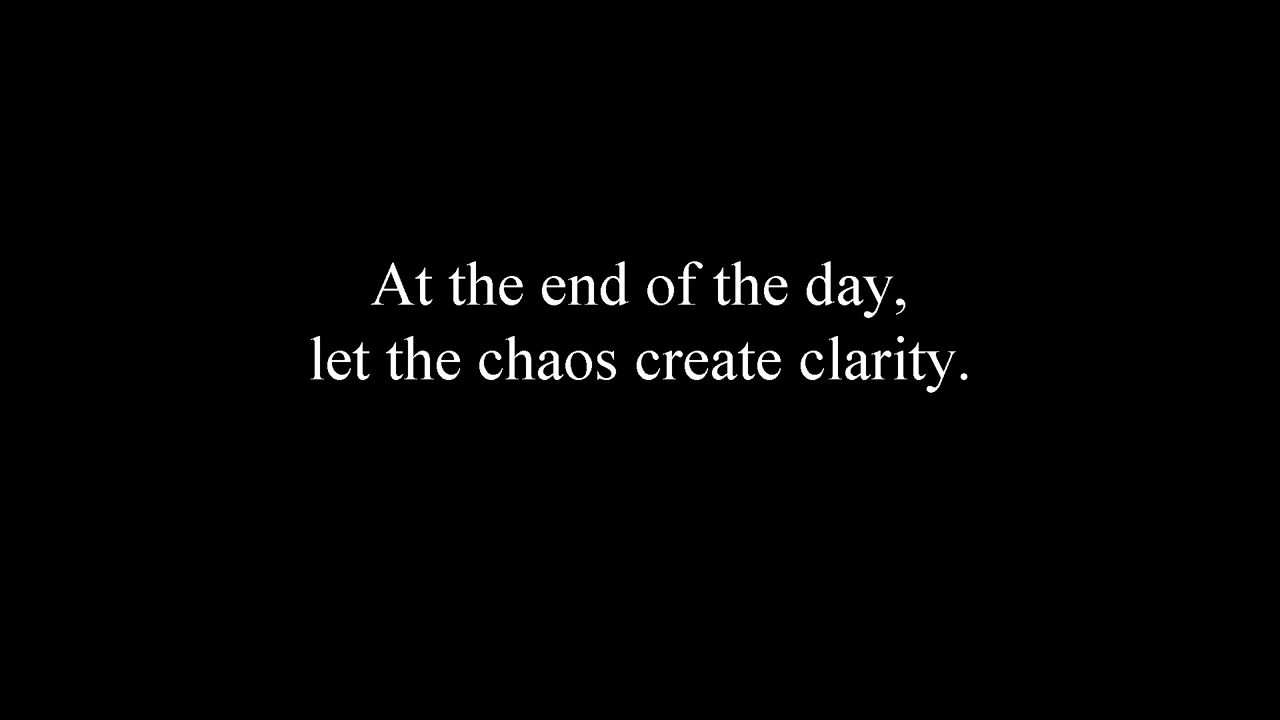 At the end of the day,
let the chaos create clarity.